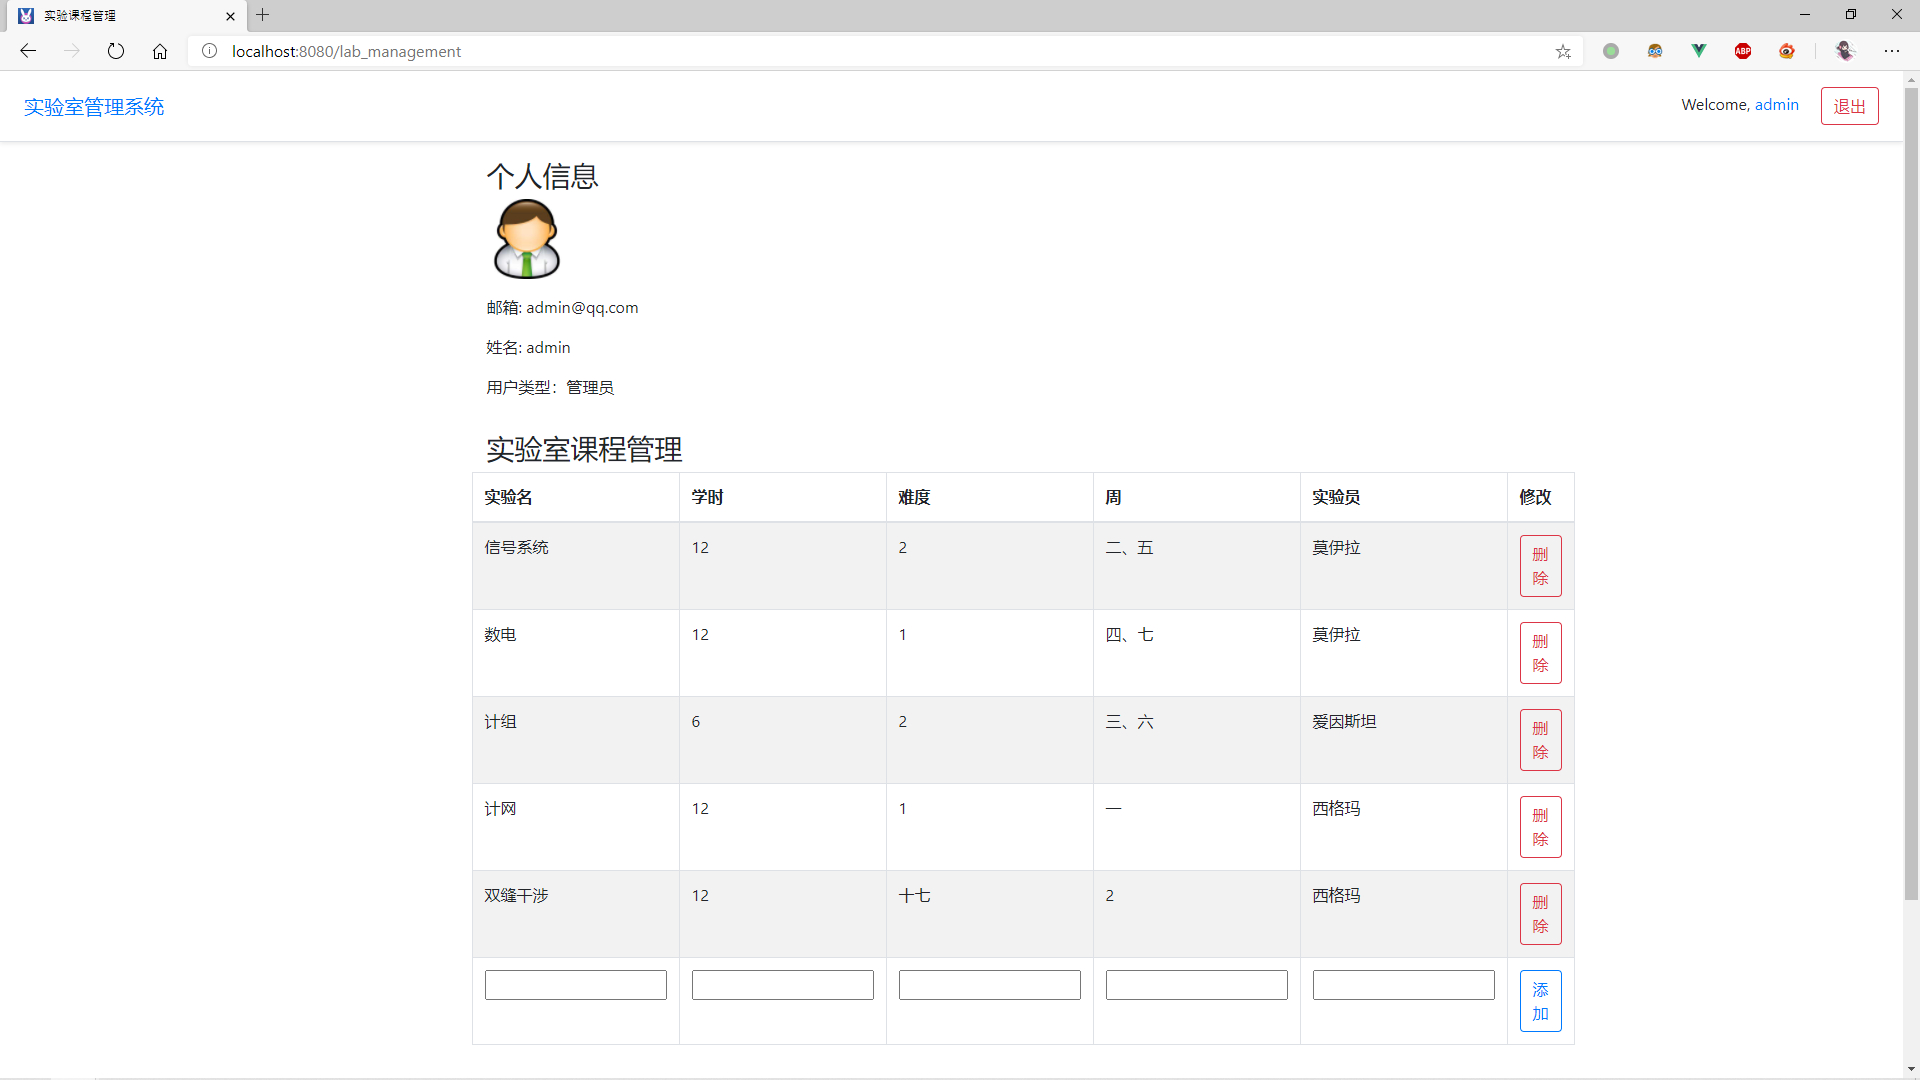 实验课程管理
localhost:8080/lab_management
ABP
实验室管理系统
Welcome, admin
退出
个人信息
邮箱: admin@qq.com
姓名: admin
用户类型：管理员
实验室课程管理
实验名 学时 难度 周 实验员 修改
信号系统 12 2 二、五 莫伊拉 删除
数电 12 1 四、七 莫伊拉 删除
计组 6 2 三、六 爱因斯坦 删除
计网 12 1 一 西格玛 删除
双缝干涉 12 十七 2 西格玛 删除
添加